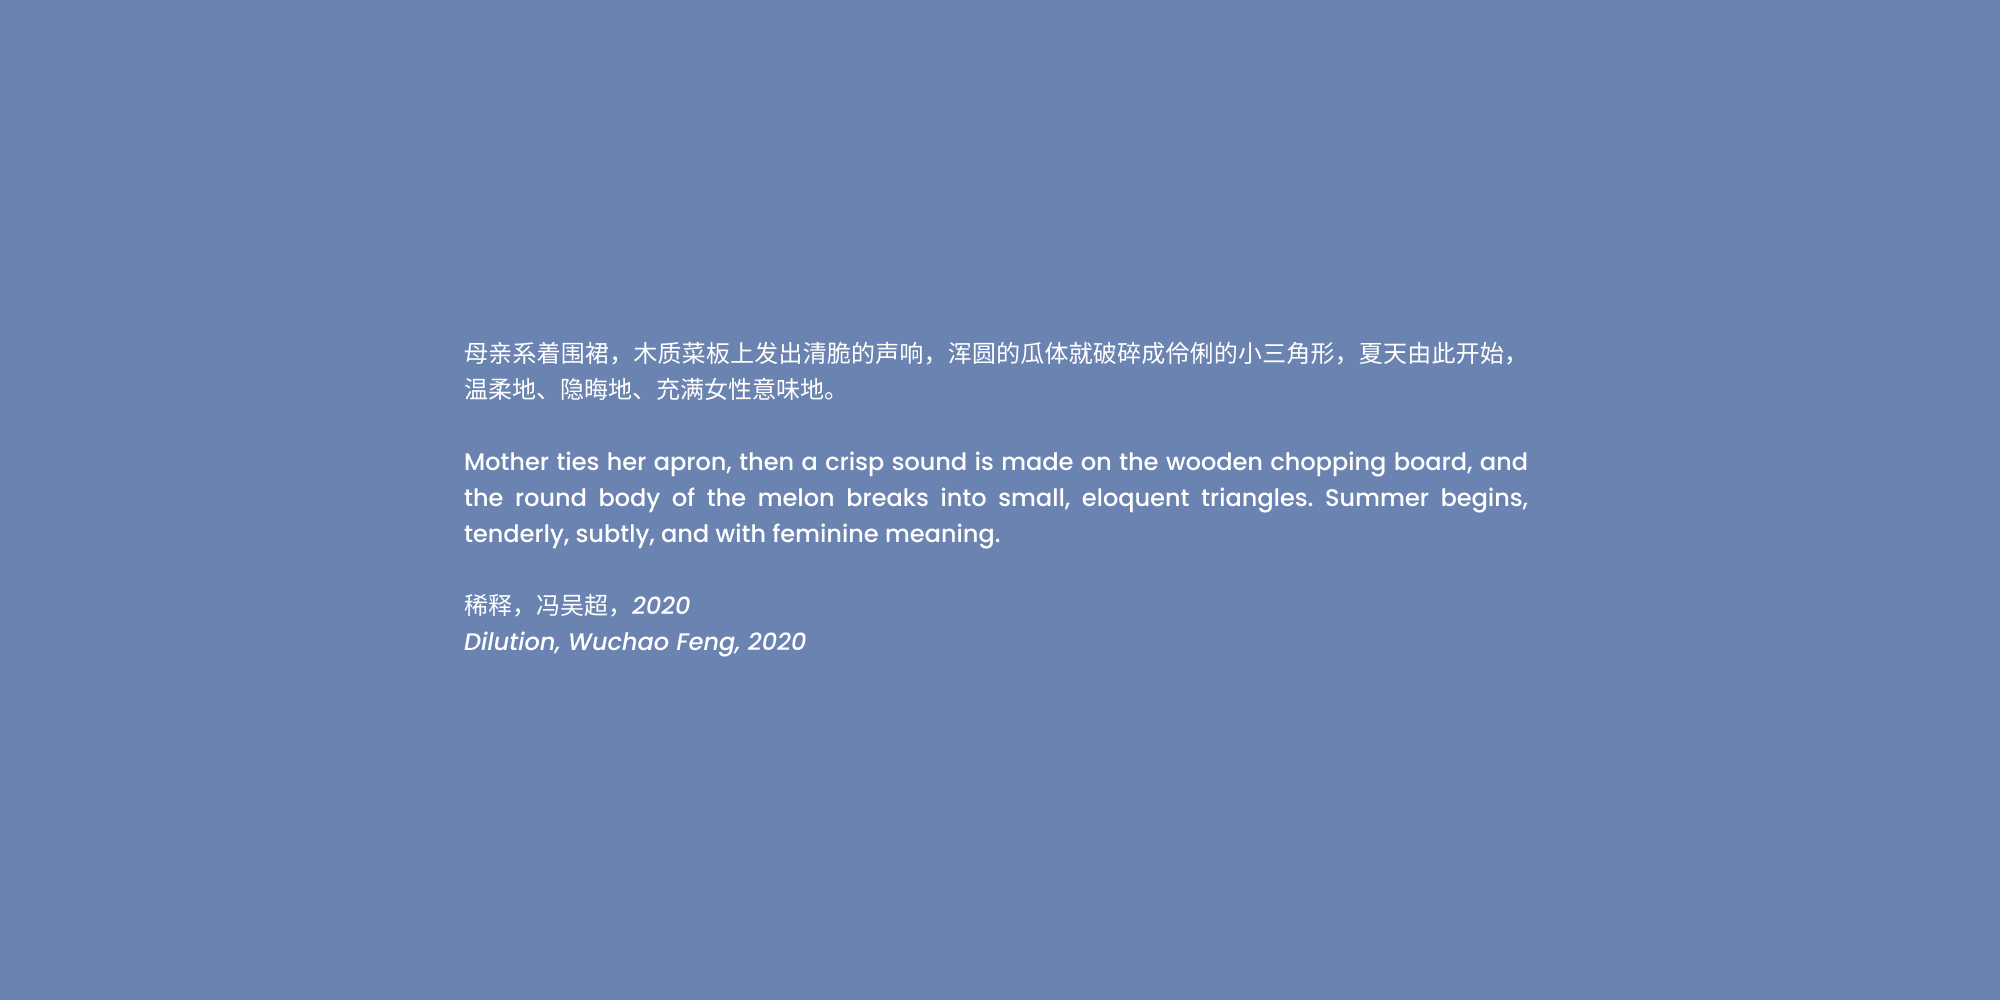 母亲系着围裙，木质菜板上发出清脆的声响，浑圆的瓜体就破碎成伶俐的小三角形，夏天由此开始，
温柔地、隐晦地、充满女性意味地。
Mother ties her apron, then a crisp sound is made on the wooden chopping board, and
the round body of the melon breaks into small, eloquent triangles. Summer begins,
tenderly, subtly, and with feminine meaning.
稀释，冯吴超，2020
Dilution, Wuchao Feng, 2020